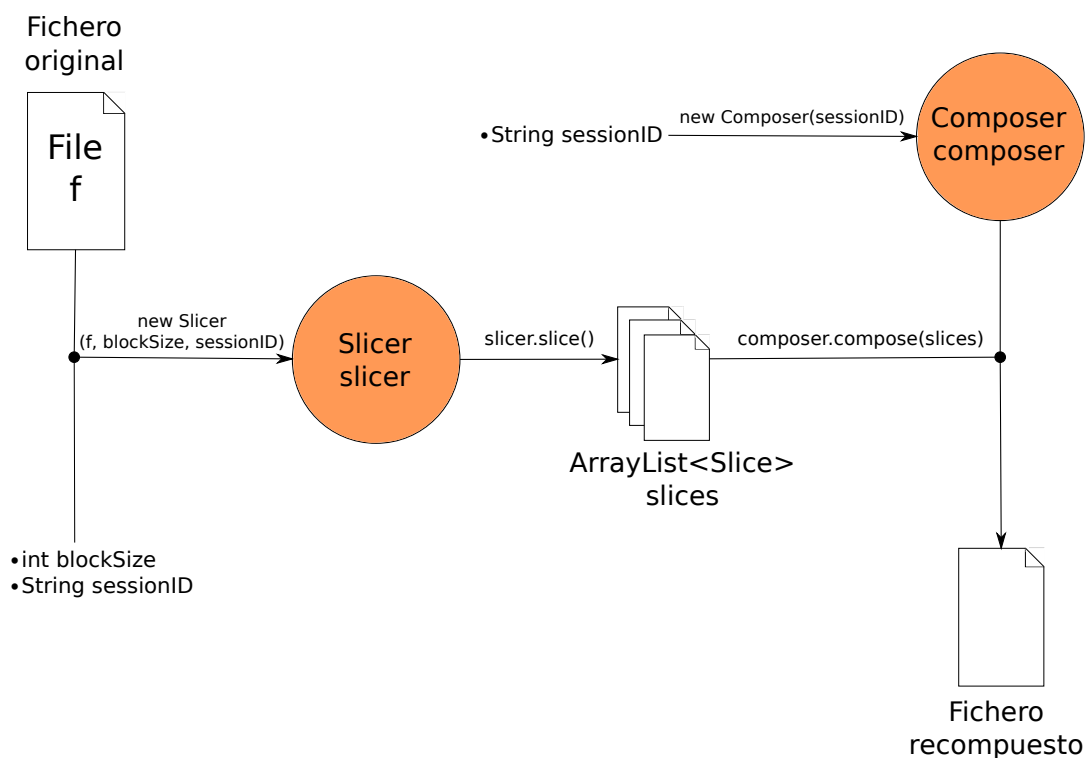 Fichero
original
File
f
•String sessionID
new Composer(sessionID)
Composer
composer
new Slicer
(f, blockSize, sessionID)
Slicer
slicer
slicer.slice()
composer.compose(slices)
ArrayList<Slice>
slices
•int blockSize
•String sessionID
Fichero
recompuesto